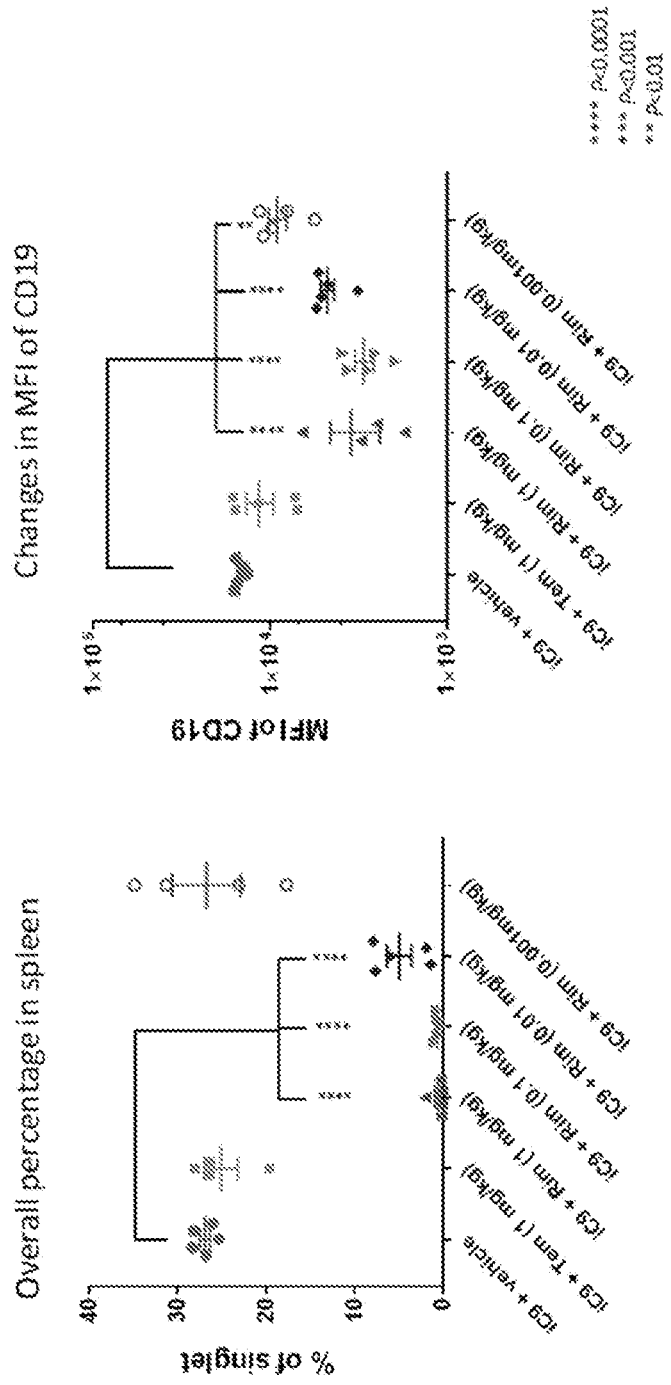 Overall percentage in spleen
% of singlet
40
30
20
10
0
****
****
****
iC9 + vehicle
iC9 + Tem (1 mg/kg)
iC9 + Rim (1 mg/kg)
iC9 + Rim (0.1 mg/kg)
iC9 + Rim (0.01 mg/kg)
iC9 + Rim (0.001mg/kg)
Changes in MFI of CD19
MFI of CD19
1×10⁵
1×10⁴
1×10³
****
****
****
iC9 + vehicle
iC9 + Tem (1 mg/kg)
iC9 + Rim (1 mg/kg)
iC9 + Rim (0.1 mg/kg)
iC9 + Rim (0.01 mg/kg)
iC9 + Rim (0.001mg/kg)
**** P<0.0001
*** P<0.001
** P<0.01